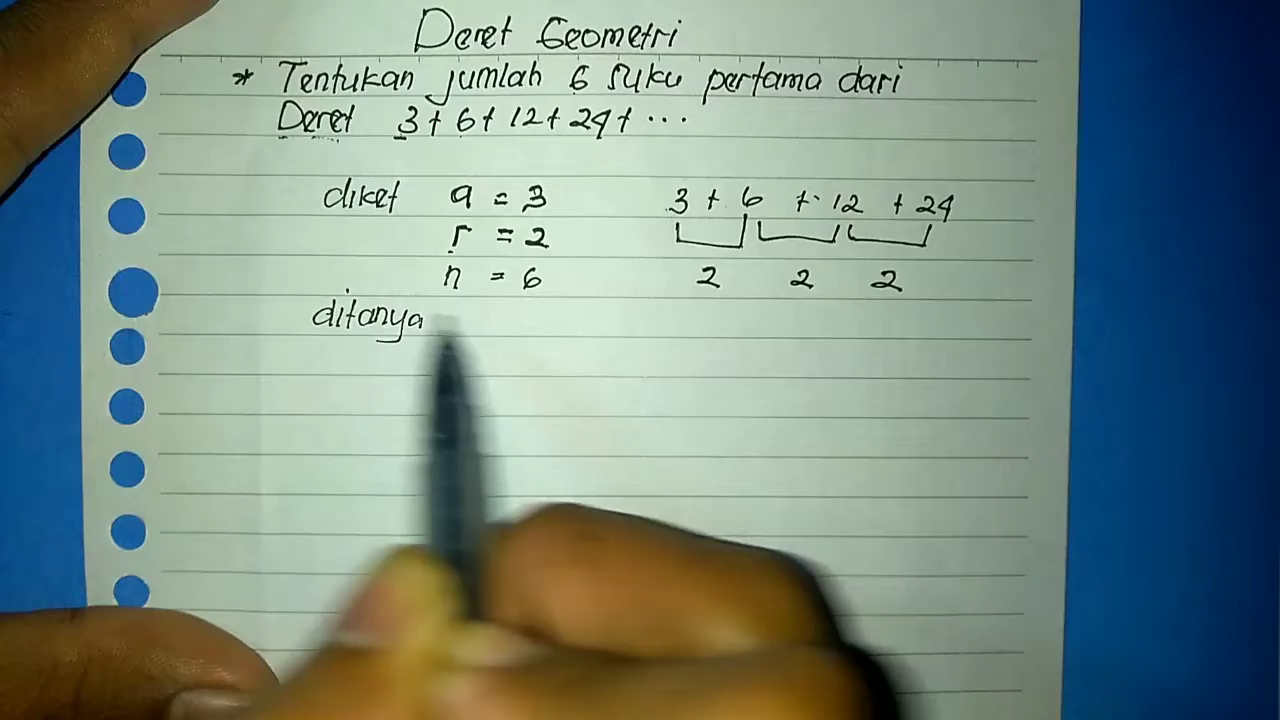 Deret Geometri
* Tentukan jumlah 6 suku pertama dari
Deret 3 + 6 + 12 + 24 + ...
diket a = 3
r = 2
n = 6
3 + 6 + 12 + 24
2 2 2
ditanya